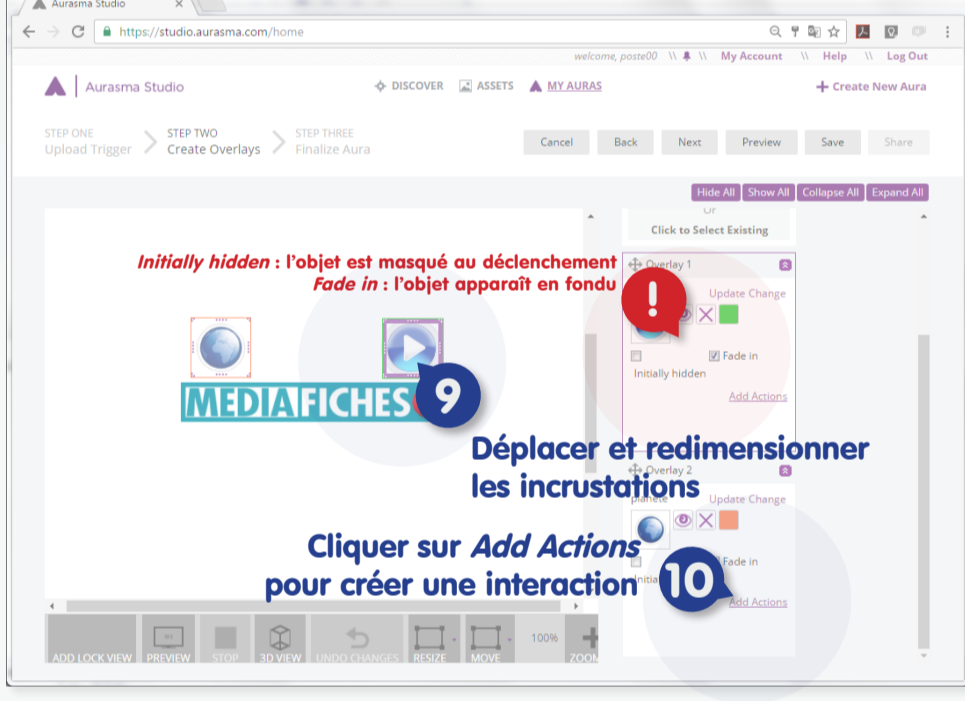 Aurasma Studio
https://studio.aurasma.com/home
welcome, poste00 \\ \\ My Account \\ Help \\ Log Out
Aurasma Studio
DISCOVER ASSETS MY AURAS
+ Create New Aura
STEP ONE
Upload Trigger
STEP TWO
Create Overlays
STEP THREE
Finalize Aura
Cancel Back Next Preview Save Share
Hide All Show All Collapse All Expand All
Or
Click to Select Existing
Initially hidden : l'objet est masqué au déclenchement
Fade in : l'objet apparaît en fondu
!
Overlay 1
Update Change
Fade in
Initially hidden
Add Actions
MEDIAFICHES
9
Déplacer et redimensionner
les incrustations
Overlay 2
planète Update Change
Fade in
Add Actions
Cliquer sur Add Actions
pour créer une interaction
10
ADD LOCK VIEW PREVIEW STOP 3D VIEW UNDO CHANGES RESIZE MOVE 100% ZOOM